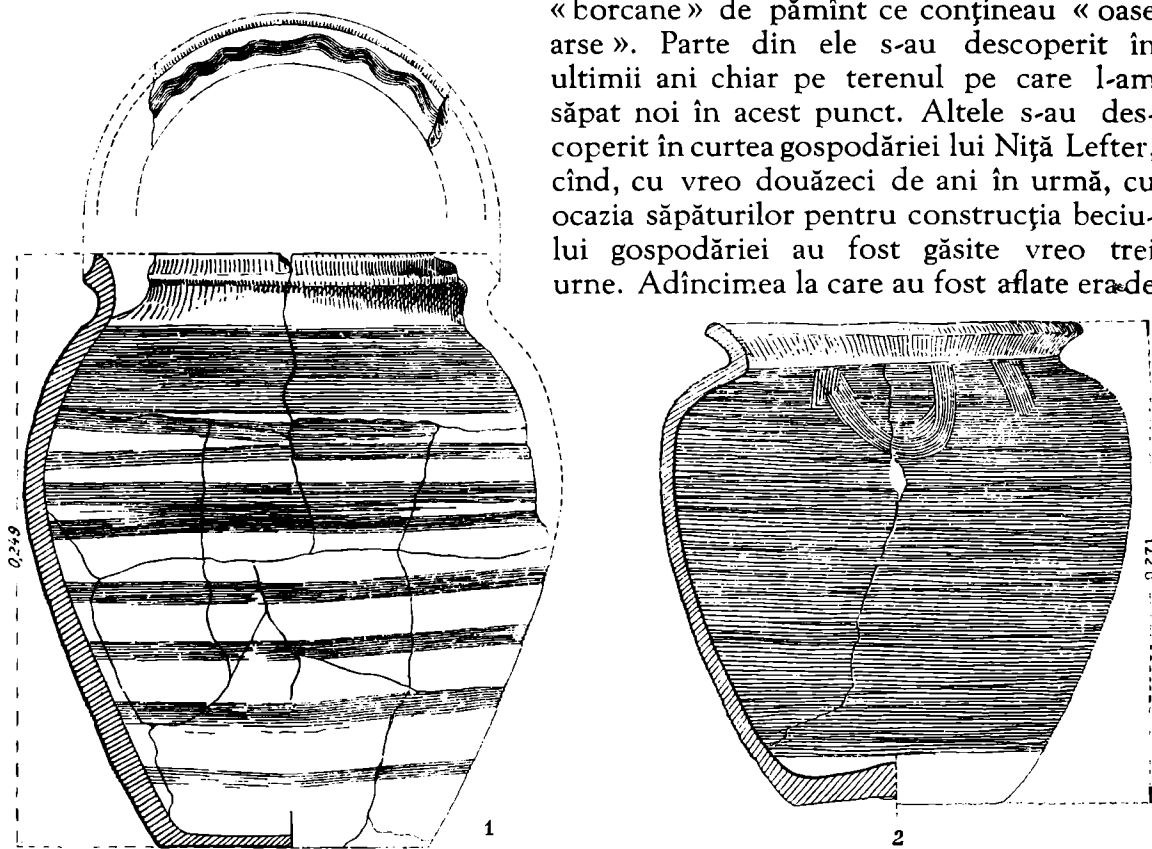 « borcane » de pămînt ce conţineau « oase
arse ». Parte din ele s-au descoperit în
ultimii ani chiar pe terenul pe care l-am
săpat noi în acest punct. Altele s-au des-
coperit în curtea gospodăriei lui Niţă Lefter,
cînd, cu vreo douăzeci de ani în urmă, cu
ocazia săpăturilor pentru construcţia beciu-
lui gospodăriei au fost găsite vreo trei
urne. Adîncimea la care au fost aflate era de
0,249
1
2